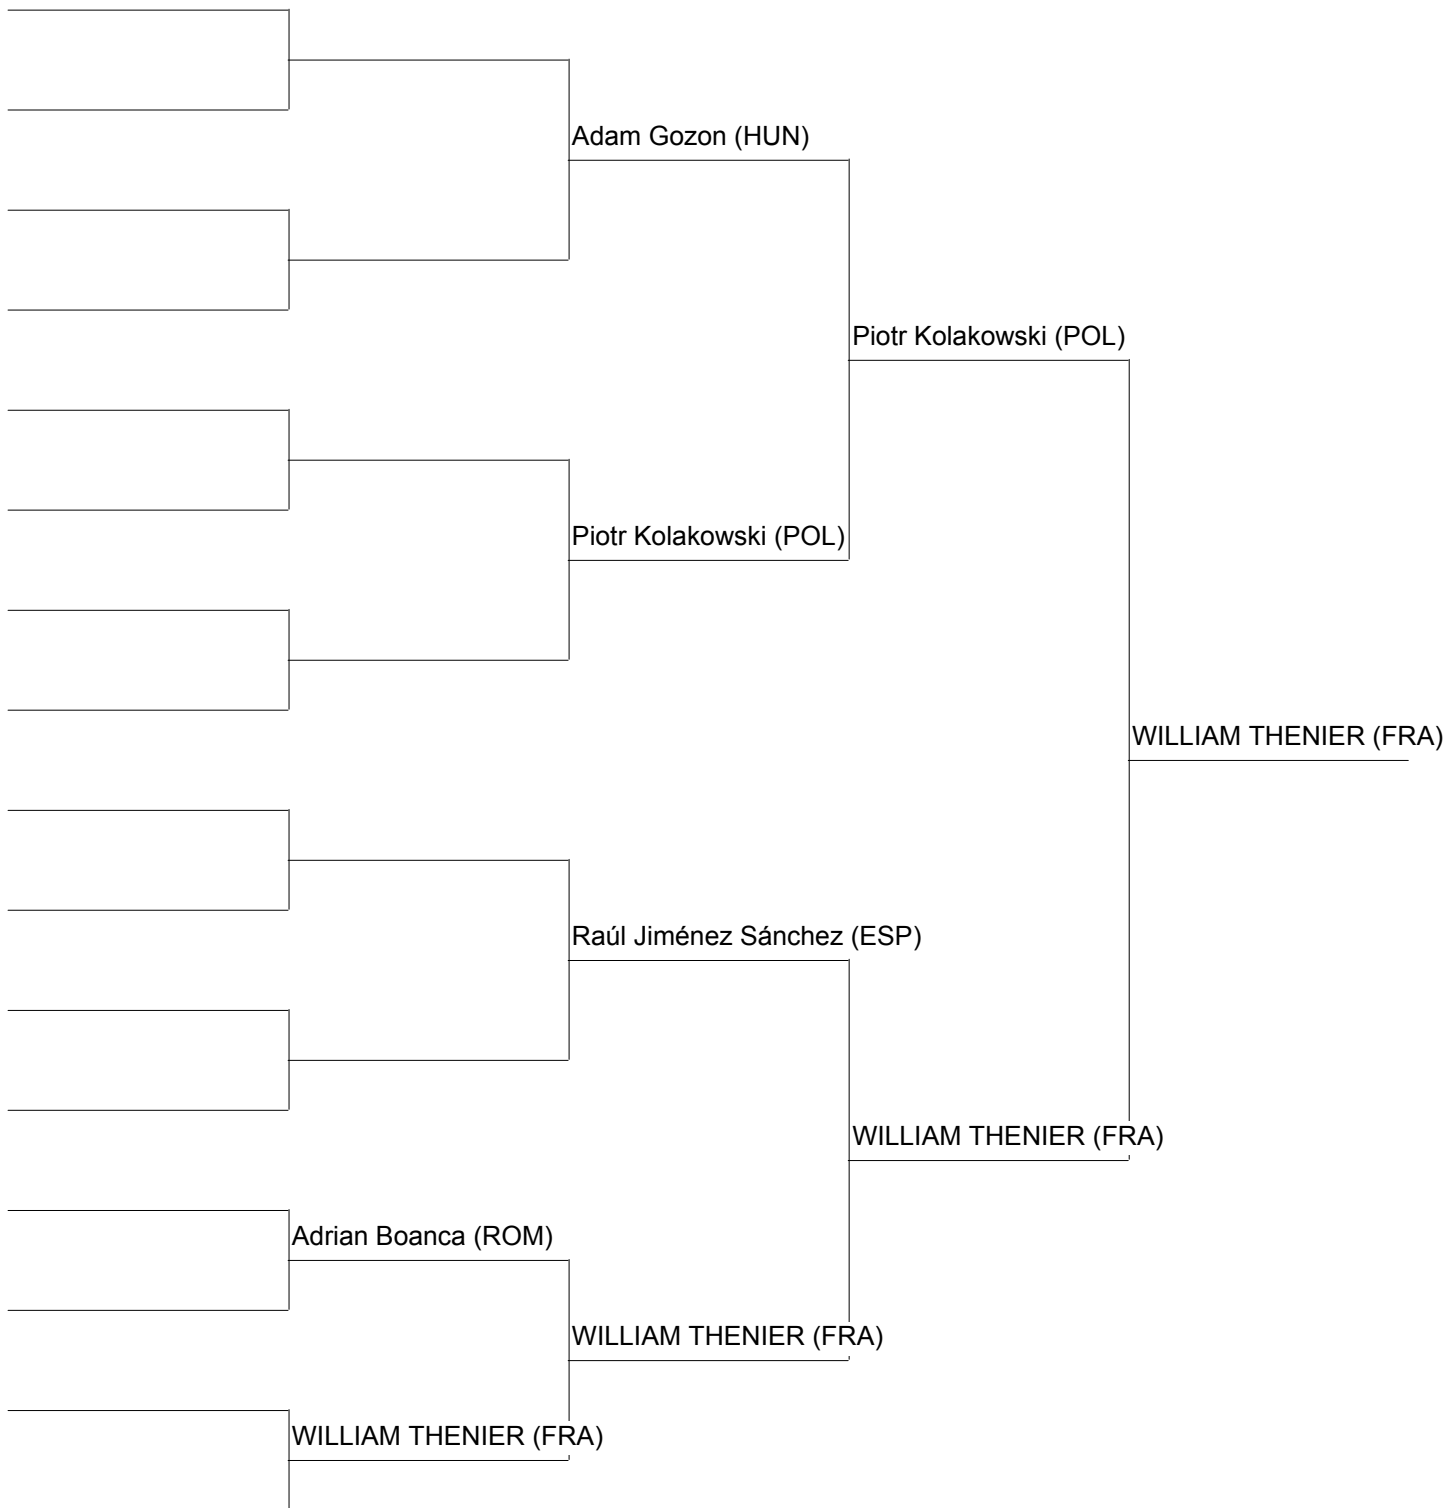 Adam Gozon (HUN)
Piotr Kolakowski (POL)
Piotr Kolakowski (POL)
WILLIAM THENIER (FRA)
Raúl Jiménez Sánchez (ESP)
WILLIAM THENIER (FRA)
Adrian Boanca (ROM)
WILLIAM THENIER (FRA)
WILLIAM THENIER (FRA)